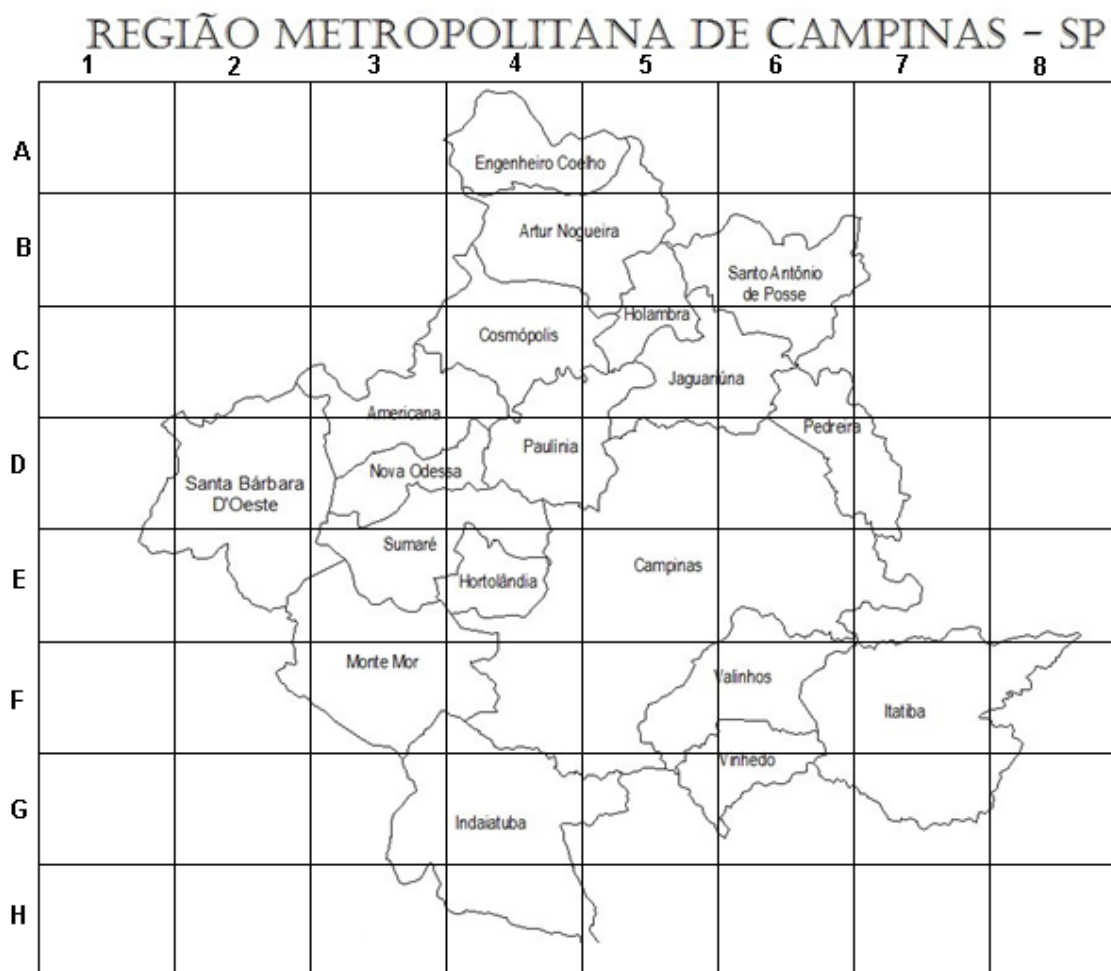 REGIÃO METROPOLITANA DE CAMPINAS - SP
1 2 3 4 5 6 7 8
A
Engenheiro Coelho
B
Artur Nogueira
Santo Antônio
de Posse
Holambra
Cosmópolis
C
Jaguariúna
Americana
Pedreira
D
Paulínia
Nova Odessa
Santa Bárbara
D'Oeste
Sumaré
E
Campinas
Hortolândia
Monte Mor
Valinhos
F
Itatiba
Vinhedo
G
Indaiatuba
H